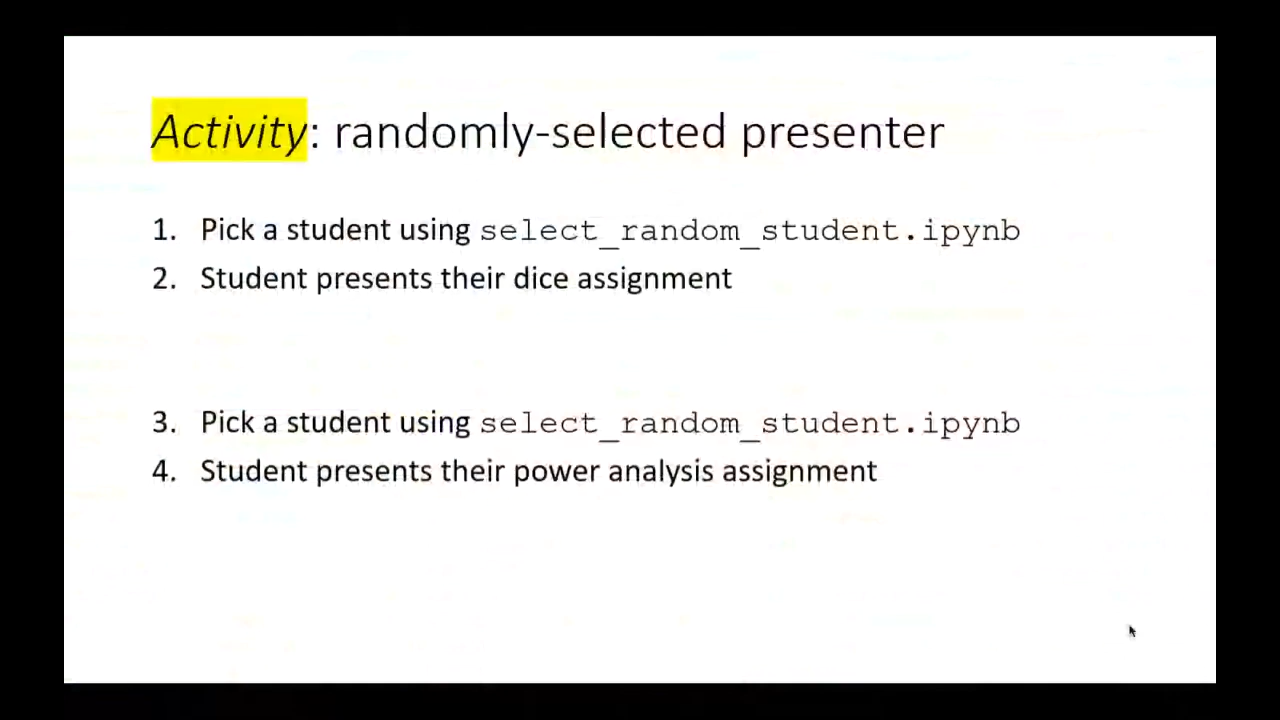 Activity: randomly-selected presenter
1. Pick a student using select_random_student.ipynb
2. Student presents their dice assignment
3. Pick a student using select_random_student.ipynb
4. Student presents their power analysis assignment